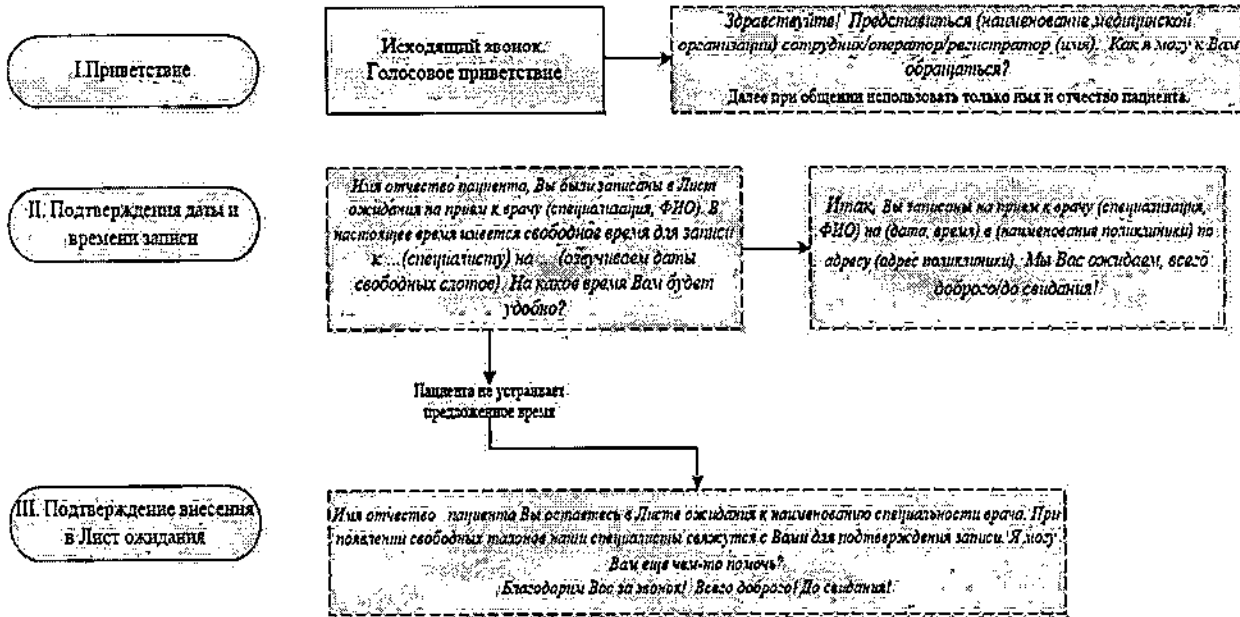 I.Приветствие
Исходящий звонок.
Голосовое приветствие
Здравствуйте! Представиться (наименование медицинской
организации) сотрудник/оператор/регистратор (имя). Как я могу к Вам
обращаться?
Далее при общении использовать только имя и отчество пациента.
II. Подтверждения даты и
времени записи
Имя отчество пациента, Вы были записаны в Лист
ожидания на прием к врачу (специализация, ФИО). В
настоящее время имеется свободное время для записи
к ...(специалисту) на ... (озвучиваем даты
свободных слотов). На какое время Вам будет
удобно?
Итак, Вы записаны на прием к врачу (специализация,
ФИО) на (дата, время) в (наименование поликлиники) по
адресу (адрес поликлиники). Мы Вас ожидаем, всего
доброго/до свидания!
Пациента не устраивает
предложенное время
III. Подтверждение внесения
в Лист ожидания
Имя отчество пациента Вы остаетесь в Листе ожидания к наименованию специальности врача. При
появлении свободных талонов наши специалисты свяжутся с Вами для подтверждения записи. Я могу
Вам еще чем-то помочь?
Благодарим Вас за звонок! Всего доброго! До свидания!